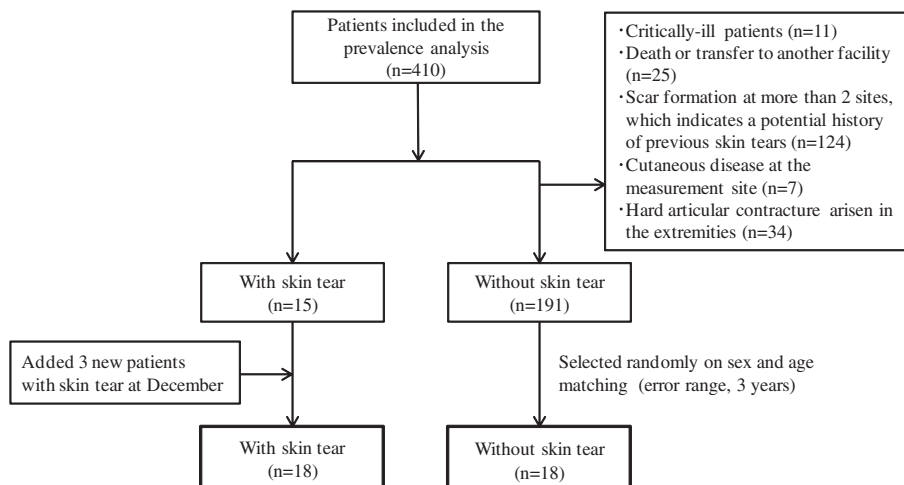 Patients included in the
prevalence analysis
(n=410)
・Critically-ill patients (n=11)
・Death or transfer to another facility
(n=25)
・Scar formation at more than 2 sites,
which indicates a potential history
of previous skin tears (n=124)
・Cutaneous disease at the
measurement site (n=7)
・Hard articular contracture arisen in
the extremities (n=34)
With skin tear
(n=15)
Without skin tear
(n=191)
Added 3 new patients
with skin tear at December
Selected randomly on sex and age
matching (error range, 3 years)
With skin tear
(n=18)
Without skin tear
(n=18)